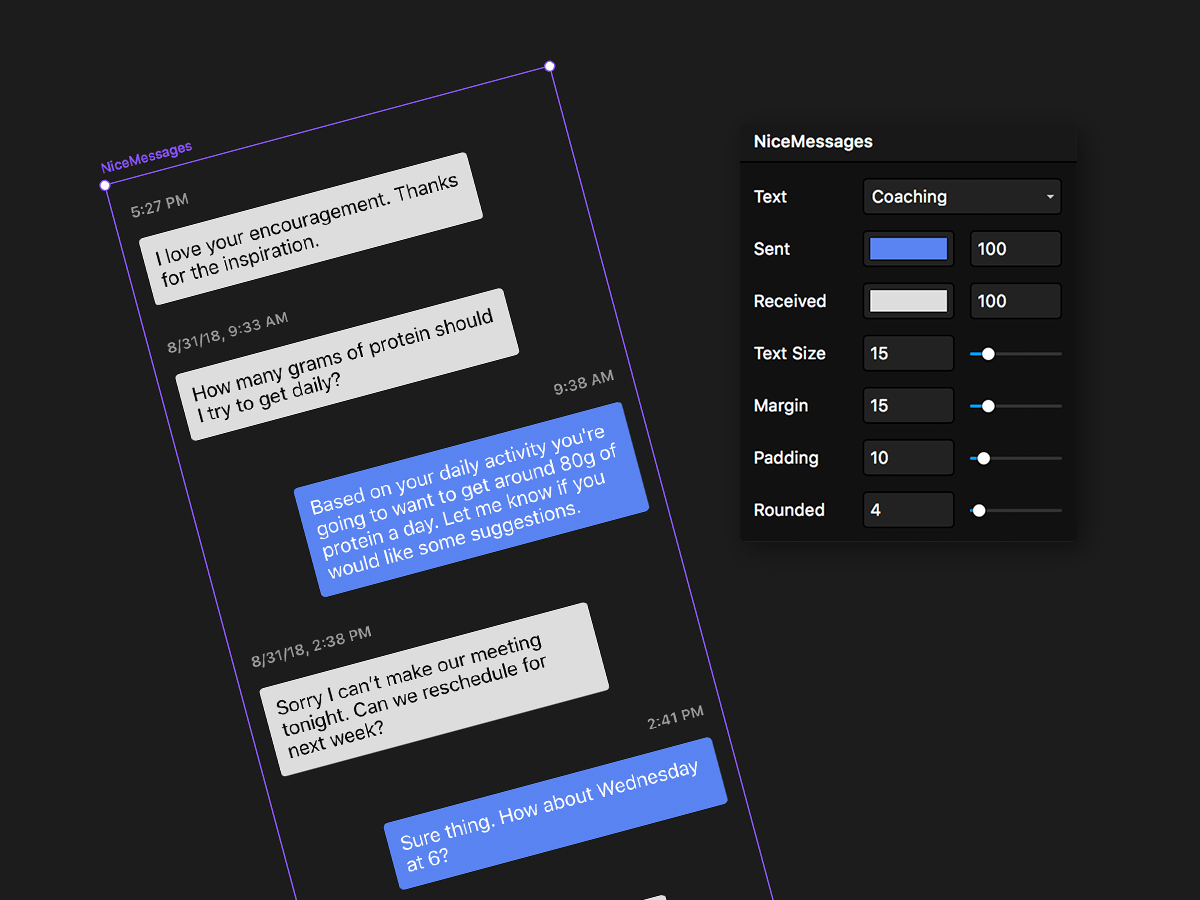 NiceMessages
5:27 PM
I love your encouragement. Thanks
for the inspiration.
8/31/18, 9:33 AM
How many grams of protein should
I try to get daily?
9:38 AM
Based on your daily activity you're
going to want to get around 80g of
protein a day. Let me know if you
would like some suggestions.
8/31/18, 2:38 PM
Sorry I can't make our meeting
tonight. Can we reschedule for
next week?
2:41 PM
Sure thing. How about Wednesday
at 6?
NiceMessages
Text Coaching
Sent 100
Received 100
Text Size 15
Margin 15
Padding 10
Rounded 4